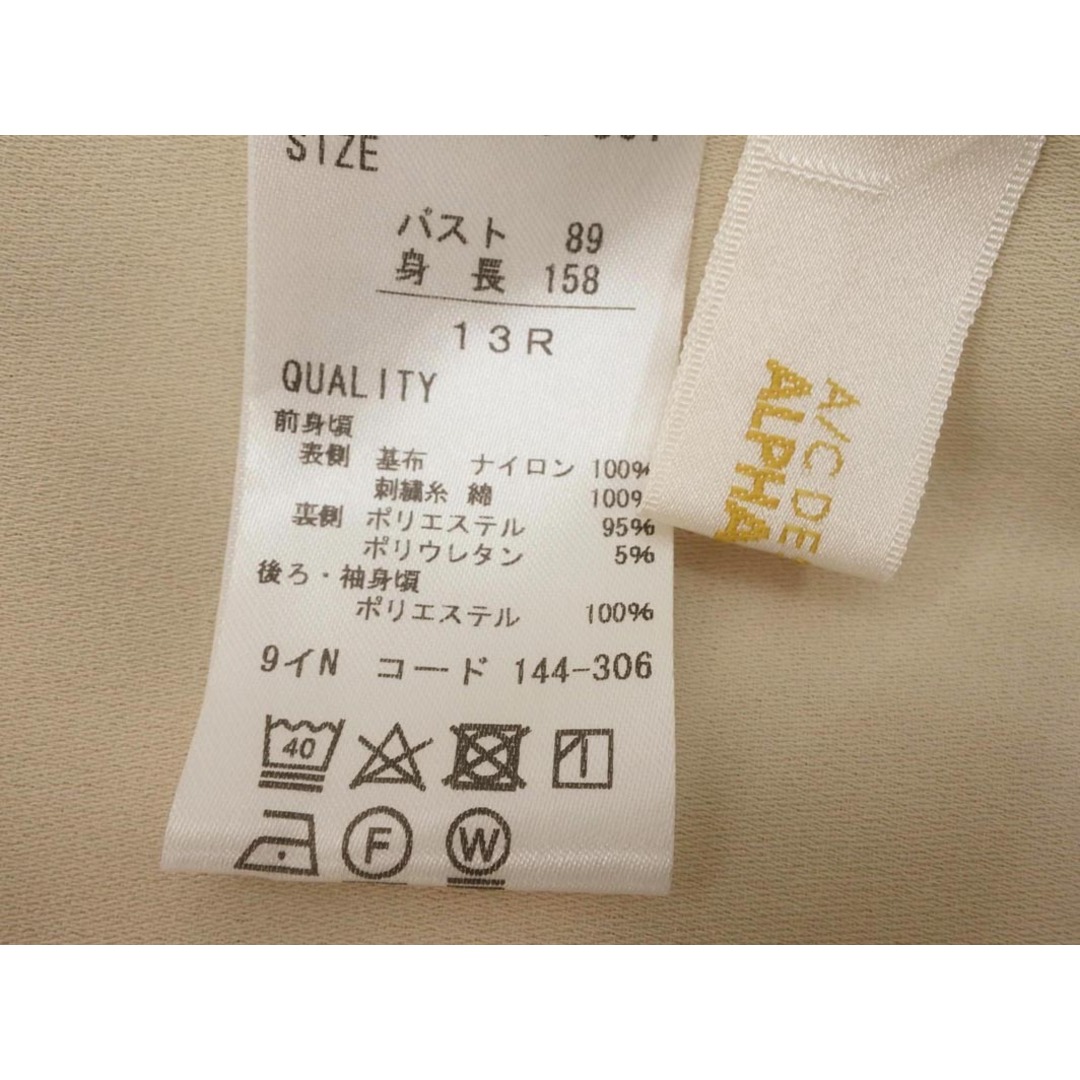 SIZE
バスト 89
身 長 158
13R
QUALITY
前身頃
表側 基布 ナイロン 100%
刺繍糸 綿 100%
裏側 ポリエステル 95%
ポリウレタン 5%
後ろ・袖身頃
ポリエステル 100%
9イN コード 144-306
40
F
W
A/C DE
ALPHA